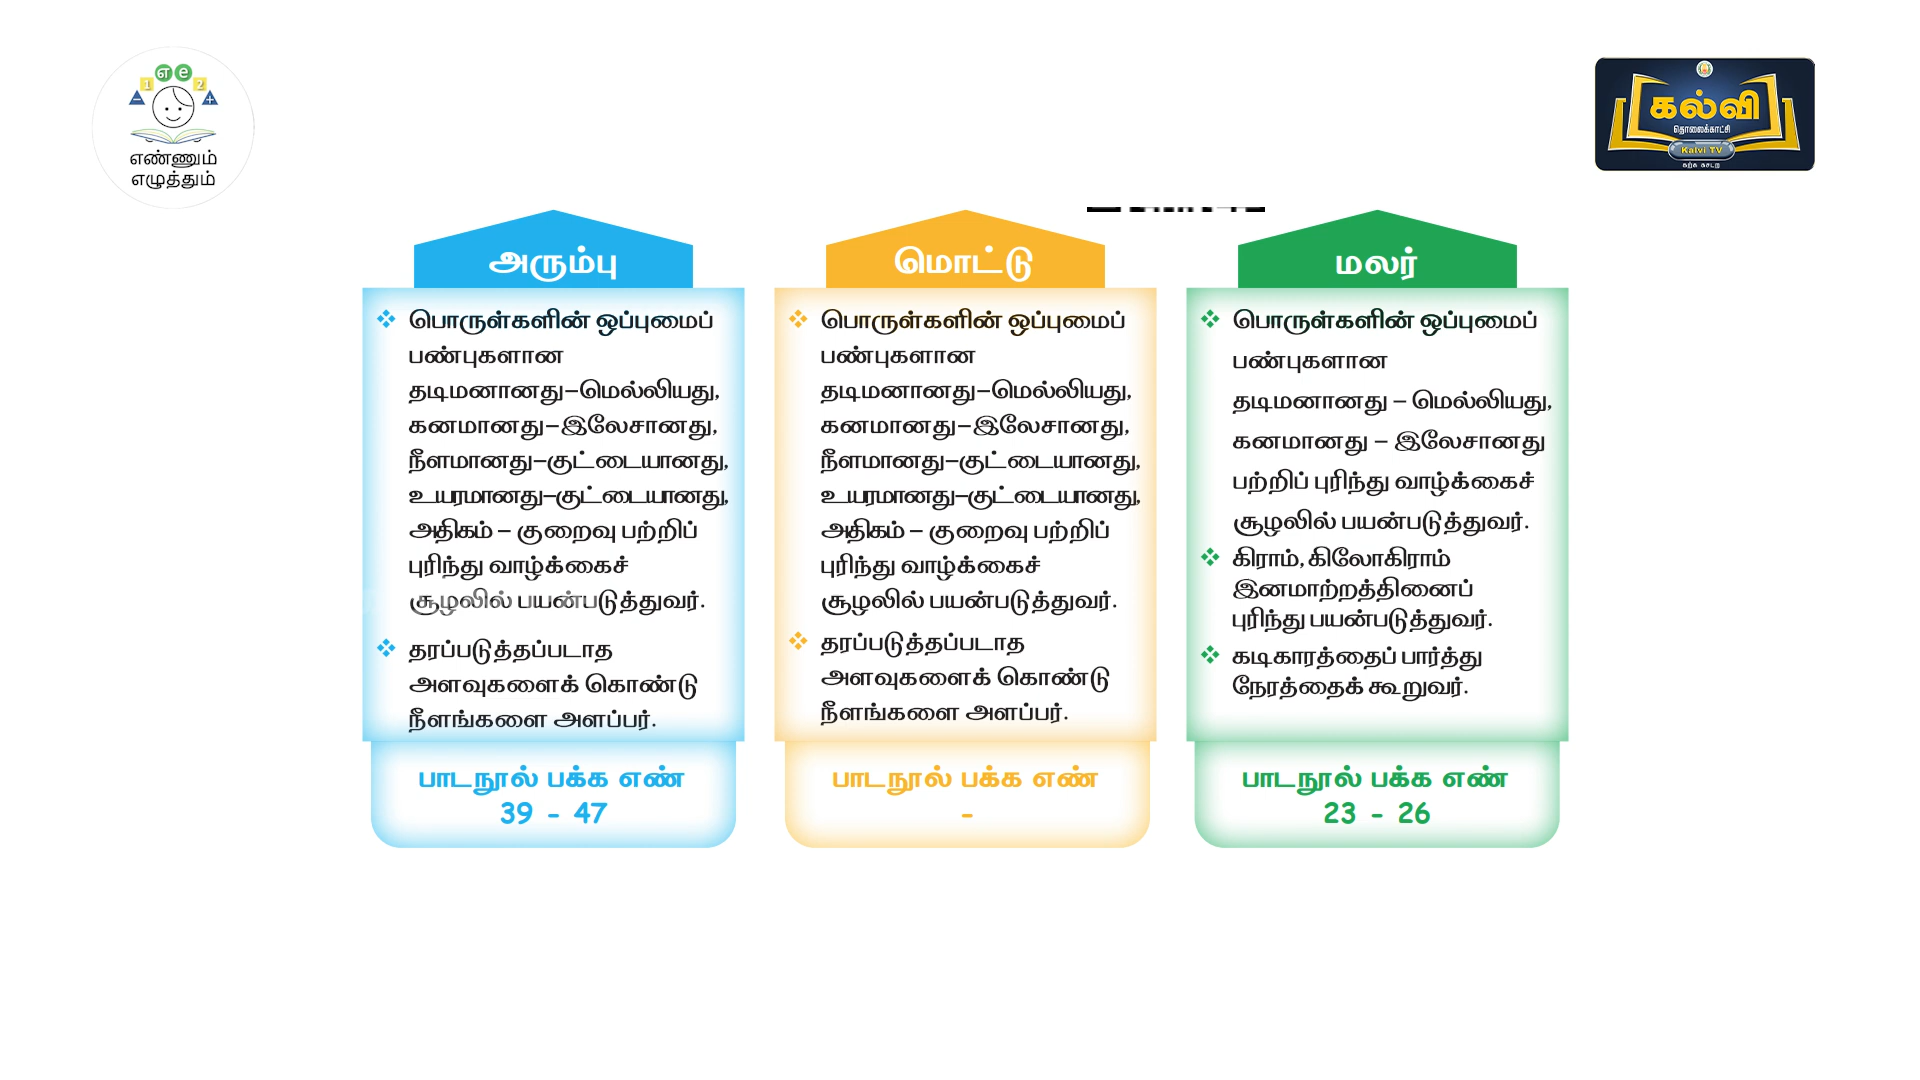 எ e
1 2
− +
எண்ணும்
எழுத்தும்
கல்வி
தொலைக்காட்சி
Kalvi TV
கற்க கசடற
அரும்பு
❖ பொருள்களின் ஒப்புமைப்
பண்புகளான
தடிமனானது–மெல்லியது,
கனமானது–இலேசானது,
நீளமானது–குட்டையானது,
உயரமானது–குட்டையானது,
அதிகம் – குறைவு பற்றிப்
புரிந்து வாழ்க்கைச்
சூழலில் பயன்படுத்துவர்.
❖ தரப்படுத்தப்படாத
அளவுகளைக் கொண்டு
நீளங்களை அளப்பர்.
பாடநூல் பக்க எண்
39 - 47
மொட்டு
❖ பொருள்களின் ஒப்புமைப்
பண்புகளான
தடிமனானது–மெல்லியது,
கனமானது–இலேசானது,
நீளமானது–குட்டையானது,
உயரமானது–குட்டையானது,
அதிகம் – குறைவு பற்றிப்
புரிந்து வாழ்க்கைச்
சூழலில் பயன்படுத்துவர்.
❖ தரப்படுத்தப்படாத
அளவுகளைக் கொண்டு
நீளங்களை அளப்பர்.
பாடநூல் பக்க எண்
-
மலர்
❖ பொருள்களின் ஒப்புமைப்
பண்புகளான
தடிமனானது – மெல்லியது,
கனமானது – இலேசானது
பற்றிப் புரிந்து வாழ்க்கைச்
சூழலில் பயன்படுத்துவர்.
❖ கிராம், கிலோகிராம்
இனமாற்றத்தினைப்
புரிந்து பயன்படுத்துவர்.
❖ கடிகாரத்தைப் பார்த்து
நேரத்தைக் கூறுவர்.
பாடநூல் பக்க எண்
23 - 26